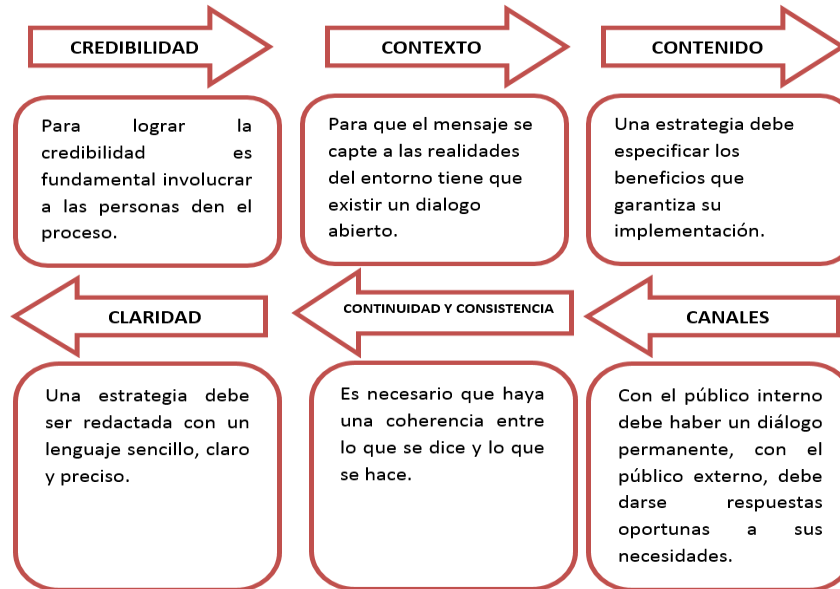 CREDIBILIDAD
Para lograr la
credibilidad es
fundamental involucrar
a las personas den el
proceso.
CONTEXTO
Para que el mensaje se
capte a las realidades
del entorno tiene que
existir un dialogo
abierto.
CONTENIDO
Una estrategia debe
especificar los
beneficios que
garantiza su
implementación.
CANALES
Con el público interno
debe haber un diálogo
permanente, con el
público externo, debe
darse respuestas
oportunas a sus
necesidades.
CONTINUIDAD Y CONSISTENCIA
Es necesario que haya
una coherencia entre
lo que se dice y lo que
se hace.
CLARIDAD
Una estrategia debe
ser redactada con un
lenguaje sencillo, claro
y preciso.